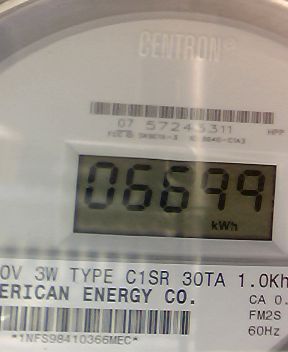 CENTRON®
07 57243311 HPP
06699
kWh
0V 3W TYPE C1SR 30TA 1.0Kh
ERICAN ENERGY CO. CA 0.
FM2S
60Hz
*1NFS98410366MEC*